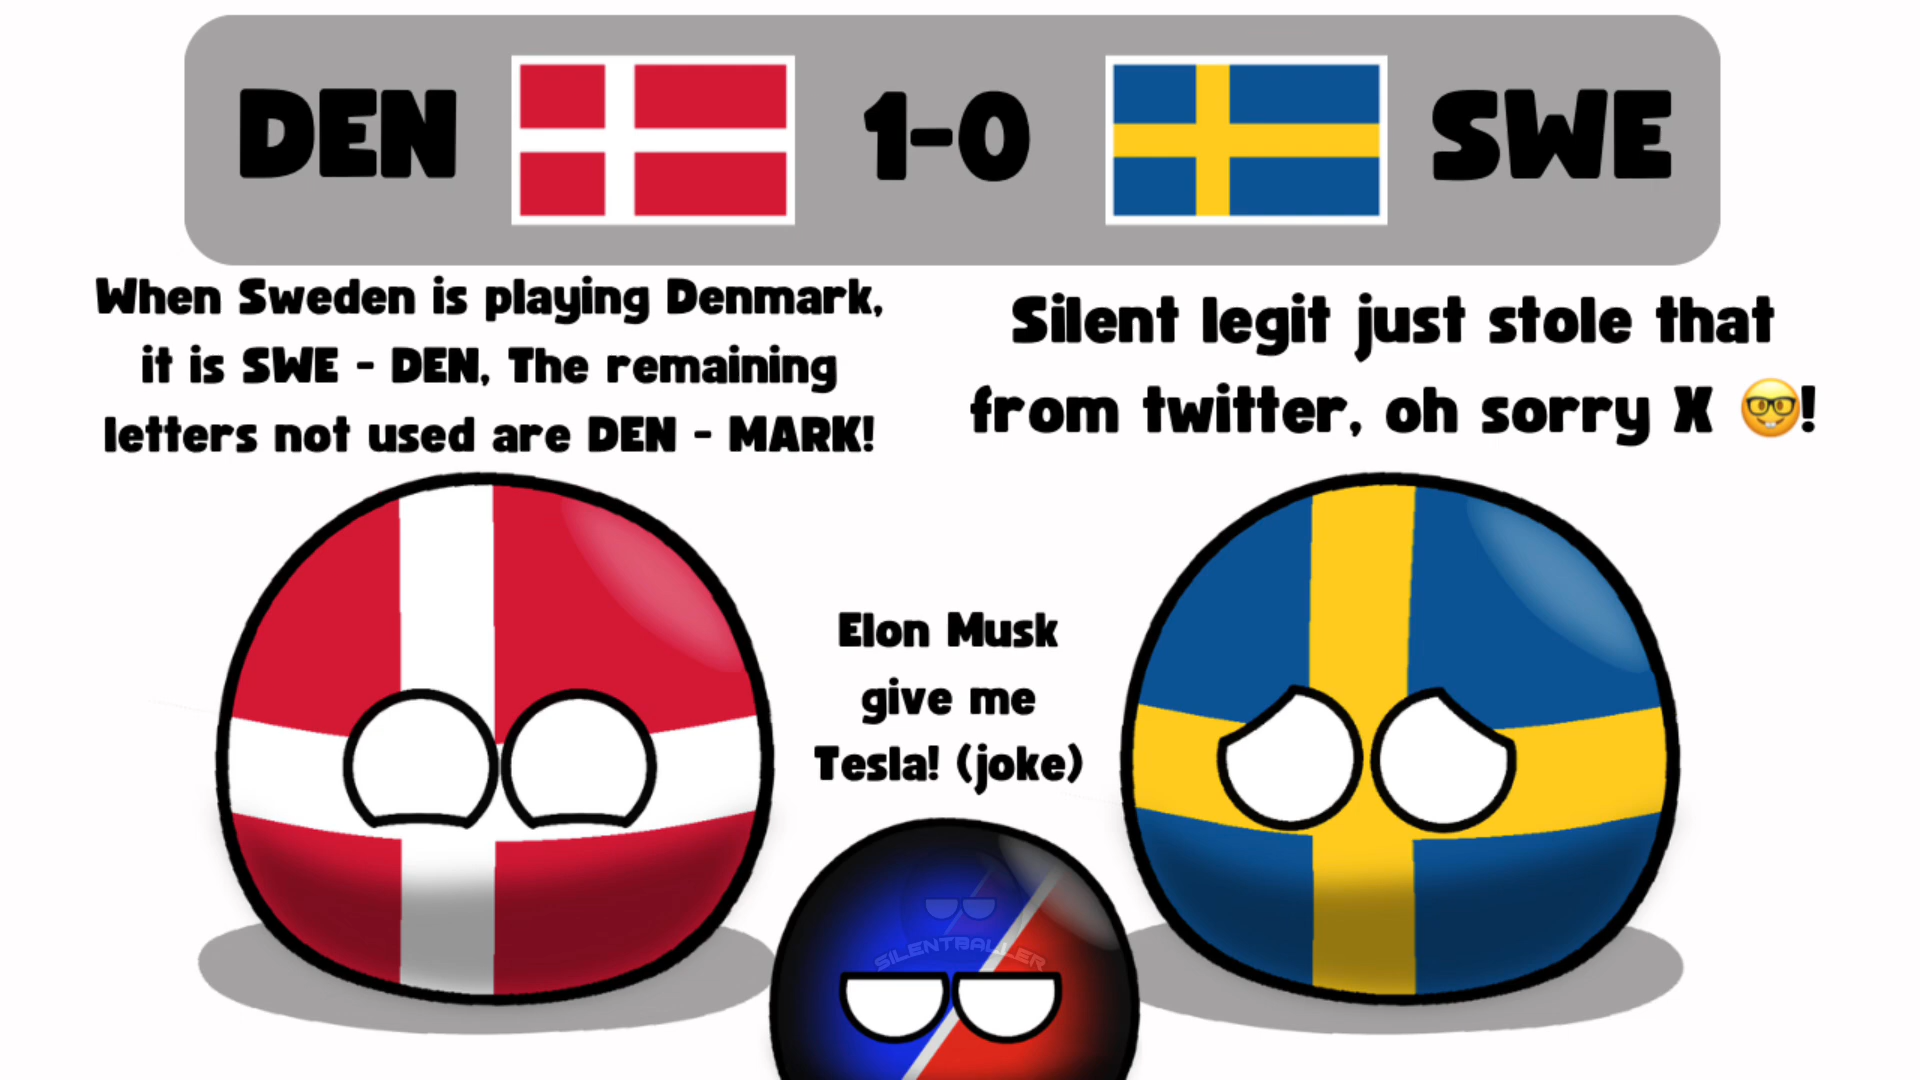 DEN 1-0 SWE
When Sweden is playing Denmark,
it is SWE - DEN, The remaining
letters not used are DEN - MARK!
Silent legit just stole that
from twitter, oh sorry X 🤓!
Elon Musk
give me
Tesla! (joke)
SILENTBALLER